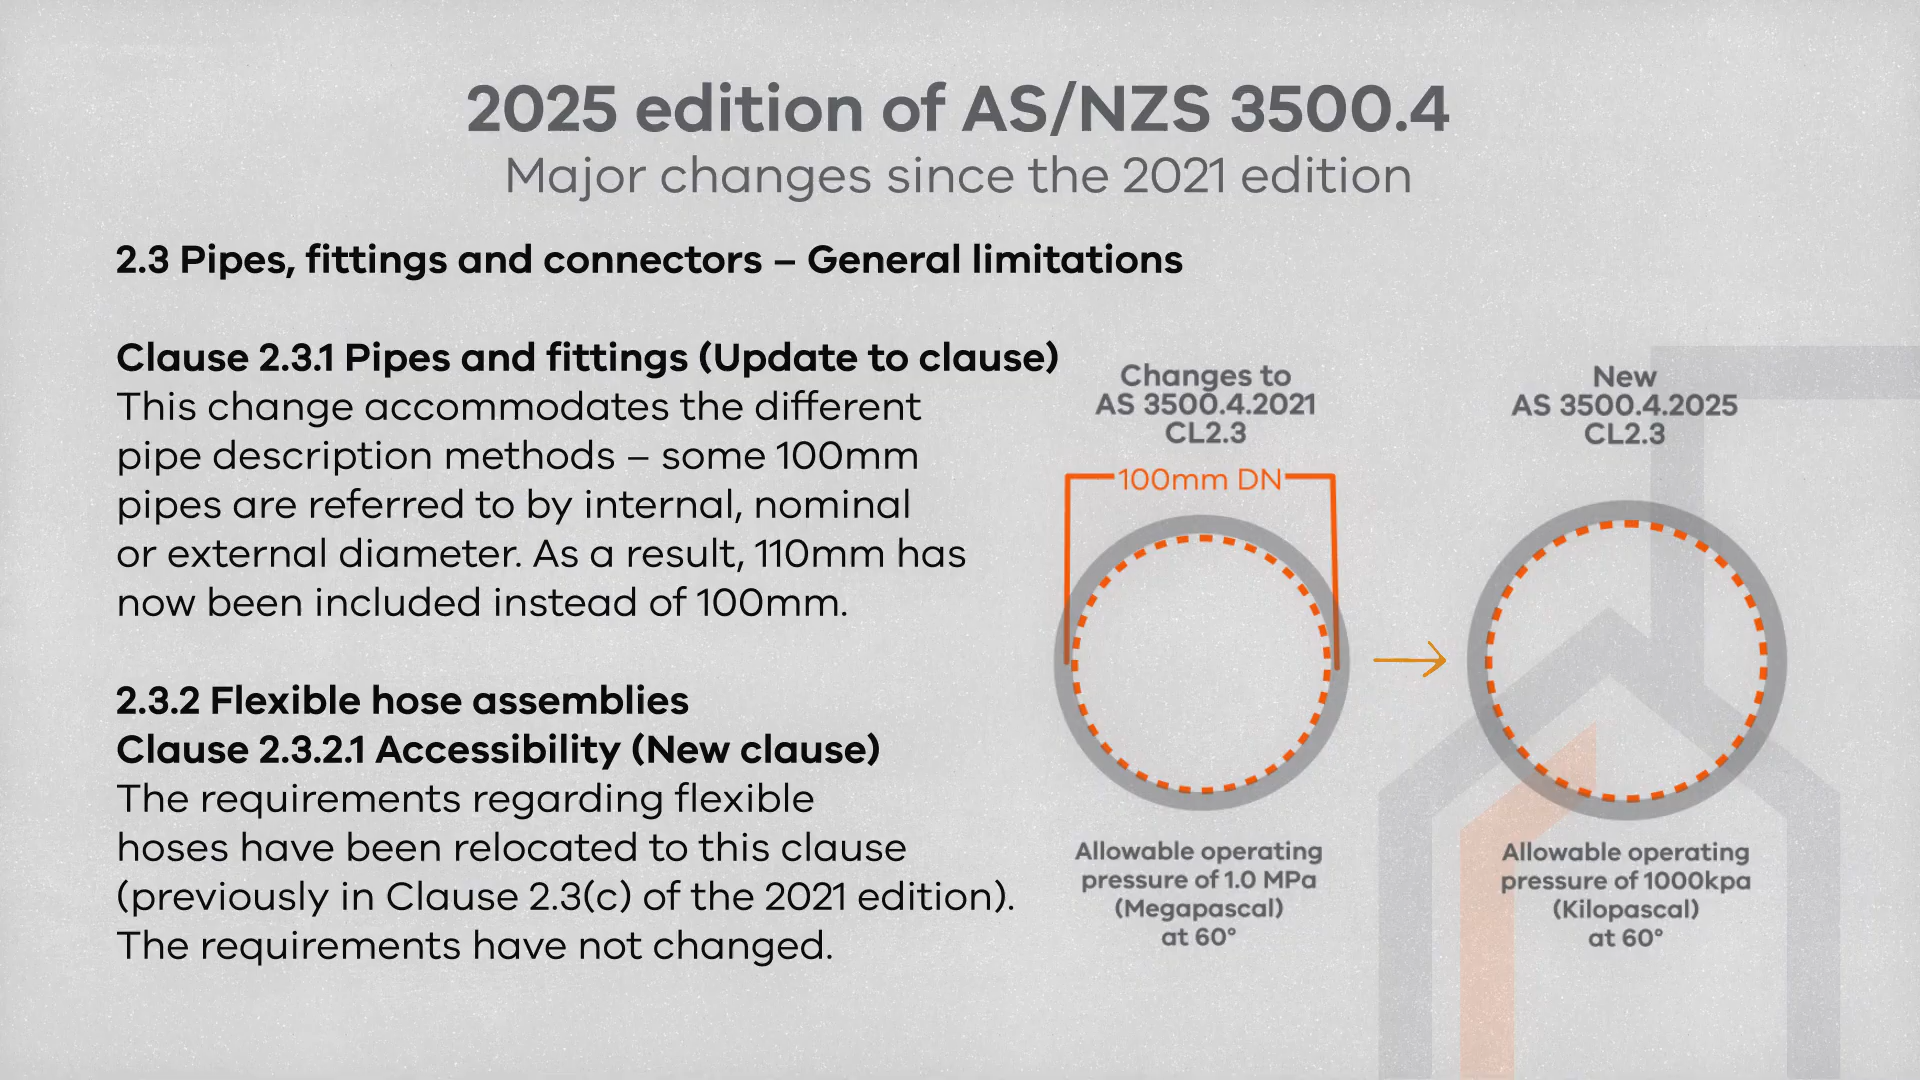 2025 edition of AS/NZS 3500.4
Major changes since the 2021 edition
2.3 Pipes, fittings and connectors – General limitations
Clause 2.3.1 Pipes and fittings (Update to clause)
This change accommodates the different
pipe description methods – some 100mm
pipes are referred to by internal, nominal
or external diameter. As a result, 110mm has
now been included instead of 100mm.
2.3.2 Flexible hose assemblies
Clause 2.3.2.1 Accessibility (New clause)
The requirements regarding flexible
hoses have been relocated to this clause
(previously in Clause 2.3(c) of the 2021 edition).
The requirements have not changed.
Changes to
AS 3500.4.2021
CL2.3
100mm DN
Allowable operating
pressure of 1.0 MPa
(Megapascal)
at 60°
New
AS 3500.4.2025
CL2.3
Allowable operating
pressure of 1000kpa
(Kilopascal)
at 60°